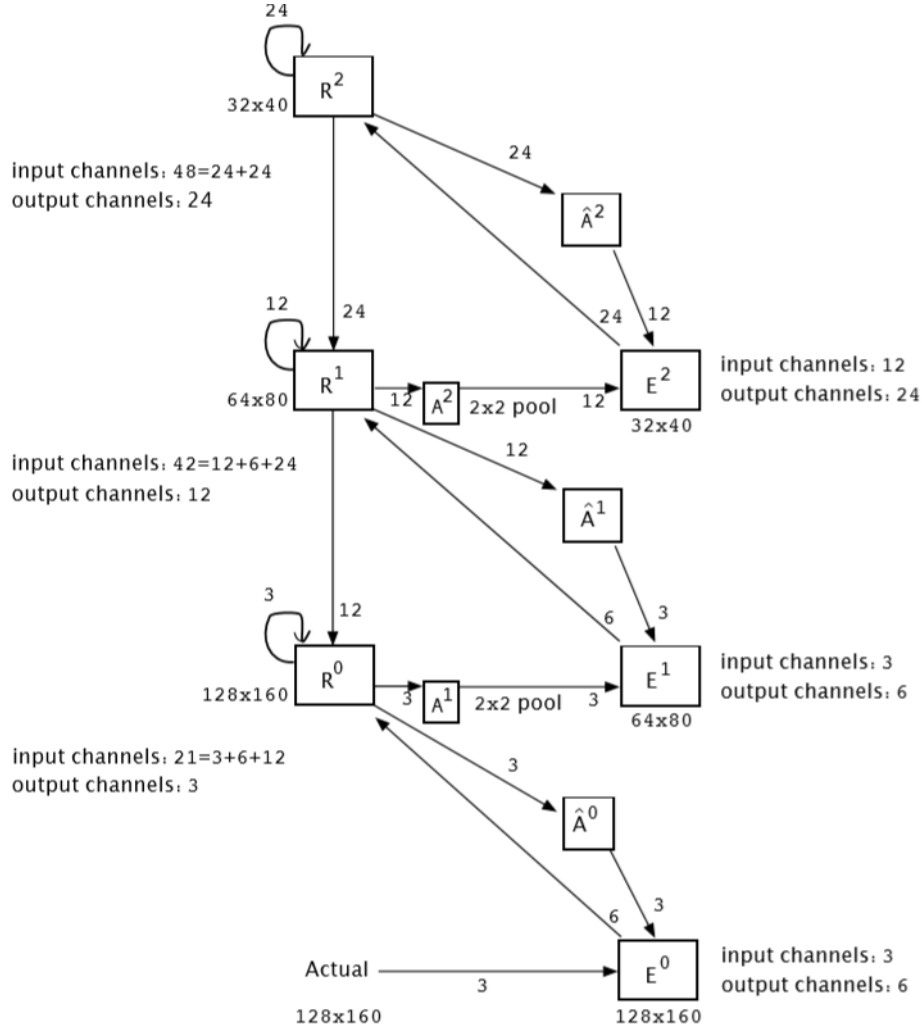 24
R²
32x40
input channels: 48=24+24
output channels: 24
24
Â²
12
24
24
12
R¹
64x80
12
A²
2x2 pool
12
E²
32x40
input channels: 12
output channels: 24
input channels: 42=12+6+24
output channels: 12
12
Â¹
3
6
12
3
R⁰
128x160
3
A¹
2x2 pool
3
E¹
64x80
input channels: 3
output channels: 6
input channels: 21=3+6+12
output channels: 3
3
Â⁰
3
6
Actual
3
128x160
E⁰
128x160
input channels: 3
output channels: 6